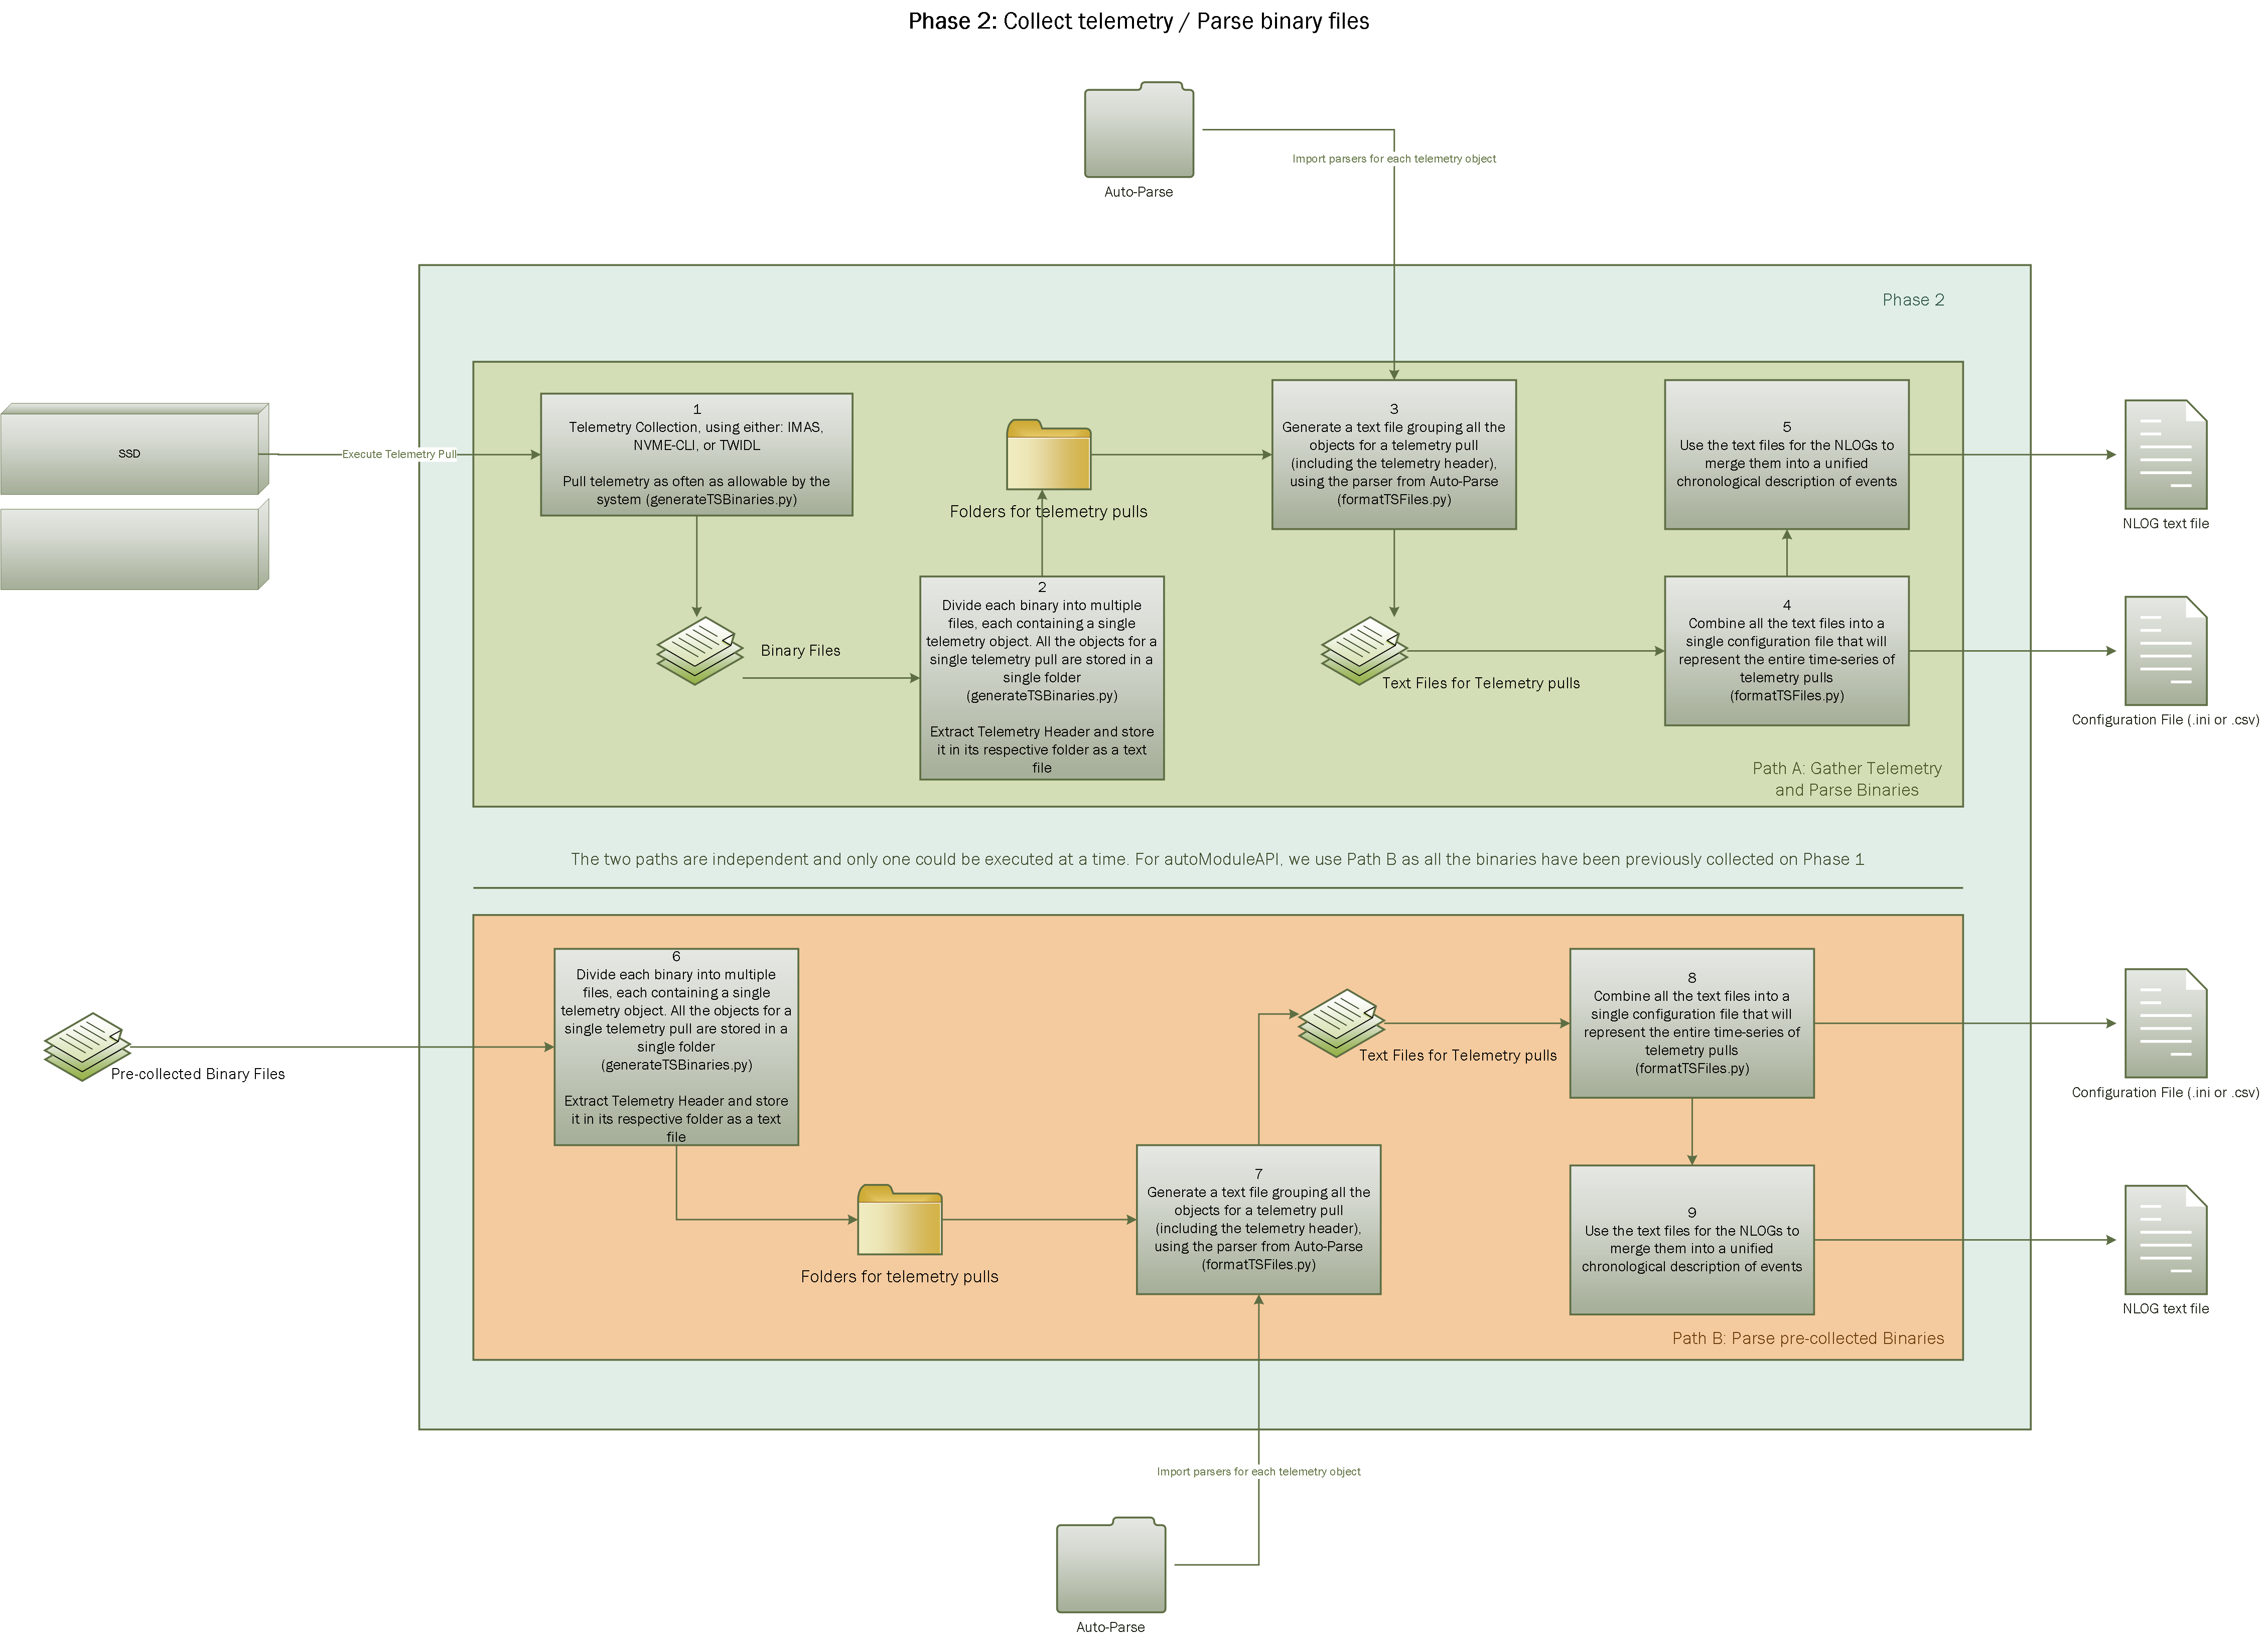 Phase 2: Collect telemetry / Parse binary files
Import parsers for each telemetry object
Auto-Parse
Phase 2
SSD
Execute Telemetry Pull
1
Telemetry Collection, using either: IMAS,
NVME-CLI, or TWIDL
Pull telemetry as often as allowable by the
system (generateTSBinaries.py)
Binary Files
2
Divide each binary into multiple
files, each containing a single
telemetry object. All the objects for a
single telemetry pull are stored in a
single folder
(generateTSBinaries.py)
Extract Telemetry Header and store
it in its respective folder as a text
file
Folders for telemetry pulls
3
Generate a text file grouping all the
objects for a telemetry pull
(including the telemetry header),
using the parser from Auto-Parse
(formatTSFiles.py)
Text Files for Telemetry pulls
4
Combine all the text files into a
single configuration file that will
represent the entire time-series of
telemetry pulls
(formatTSFiles.py)
5
Use the text files for the NLOGs to
merge them into a unified
chronological description of events
NLOG text file
Configuration File (.ini or .csv)
Path A: Gather Telemetry
and Parse Binaries
The two paths are independent and only one could be executed at a time. For autoModuleAPI, we use Path B as all the binaries have been previously collected on Phase 1
Pre-collected Binary Files
6
Divide each binary into multiple
files, each containing a single
telemetry object. All the objects for a
single telemetry pull are stored in a
single folder
(generateTSBinaries.py)
Extract Telemetry Header and store
it in its respective folder as a text
file
Folders for telemetry pulls
7
Generate a text file grouping all the
objects for a telemetry pull
(including the telemetry header),
using the parser from Auto-Parse
(formatTSFiles.py)
Text Files for Telemetry pulls
8
Combine all the text files into a
single configuration file that will
represent the entire time-series of
telemetry pulls
(formatTSFiles.py)
9
Use the text files for the NLOGs to
merge them into a unified
chronological description of events
Configuration File (.ini or .csv)
NLOG text file
Path B: Parse pre-collected Binaries
Import parsers for each telemetry object
Auto-Parse